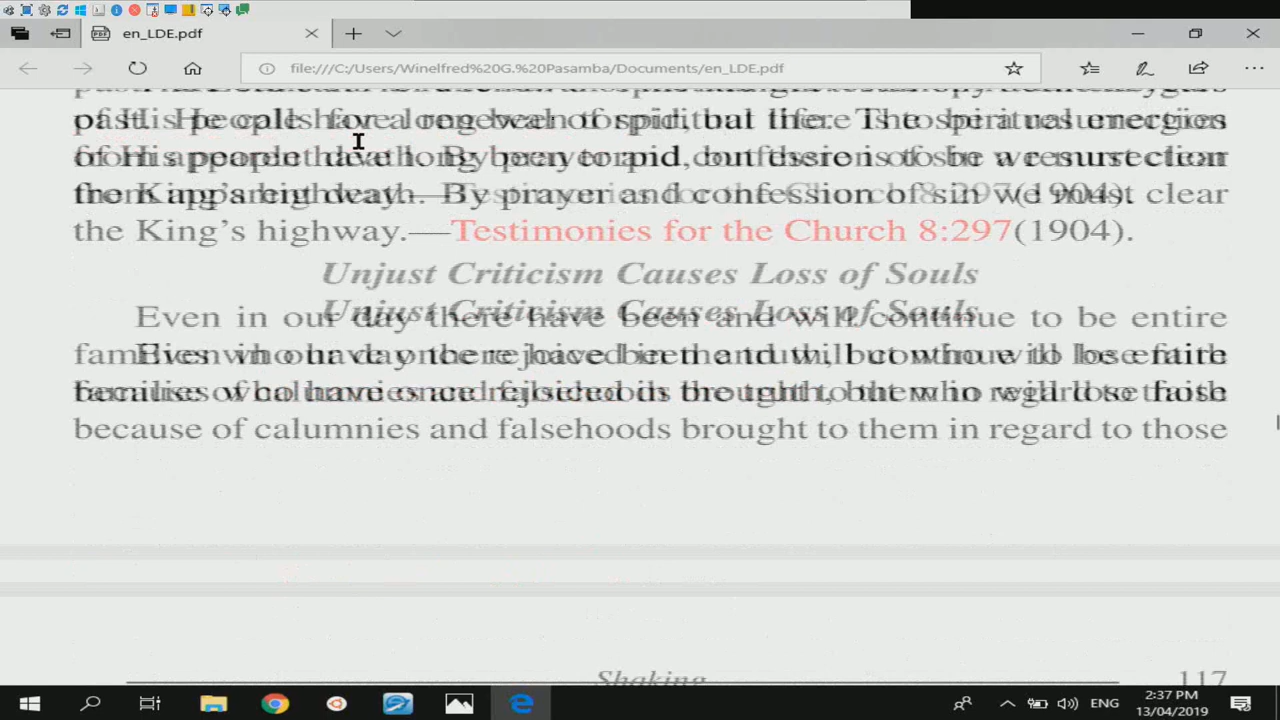 en_LDE.pdf
file:///C:/Users/Winelfred%20G.%20Pasamba/Documents/en_LDE.pdf
past. He calls for a renewal of spiritual life. The spiritual energies
of His people have long been torpid, but there is to be a resurrection
from apparent death. By prayer and confession of sin we must clear
the King's highway.—Testimonies for the Church 8:297(1904).
Unjust Criticism Causes Loss of Souls
Even in our day there have been and will continue to be entire
families who have once rejoiced in the truth, but who will lose faith
because of calumnies and falsehoods brought to them in regard to those
Shaking 117
ENG
2:37 PM
13/04/2019